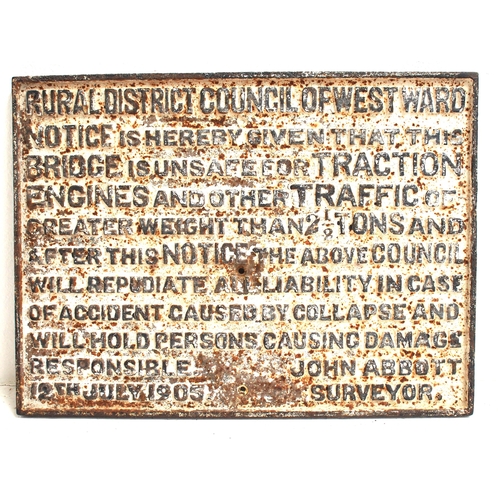 RURAL DISTRICT COUNCIL OF WEST WARD
NOTICE IS HEREBY GIVEN THAT THIS
BRIDGE IS UNSAFE FOR TRACTION
ENGINES AND OTHER TRAFFIC OF
GREATER WEIGHT THAN 2 TONS AND
AFTER THIS NOTICE THE ABOVE COUNCIL
WILL REPUDIATE ALL LIABILITY IN CASE
OF ACCIDENT CAUSED BY COLLAPSE AND
WILL HOLD PERSONS CAUSING DAMAGE
RESPONSIBLE. JOHN ABBOTT
12TH JULY 1905 SURVEYOR.